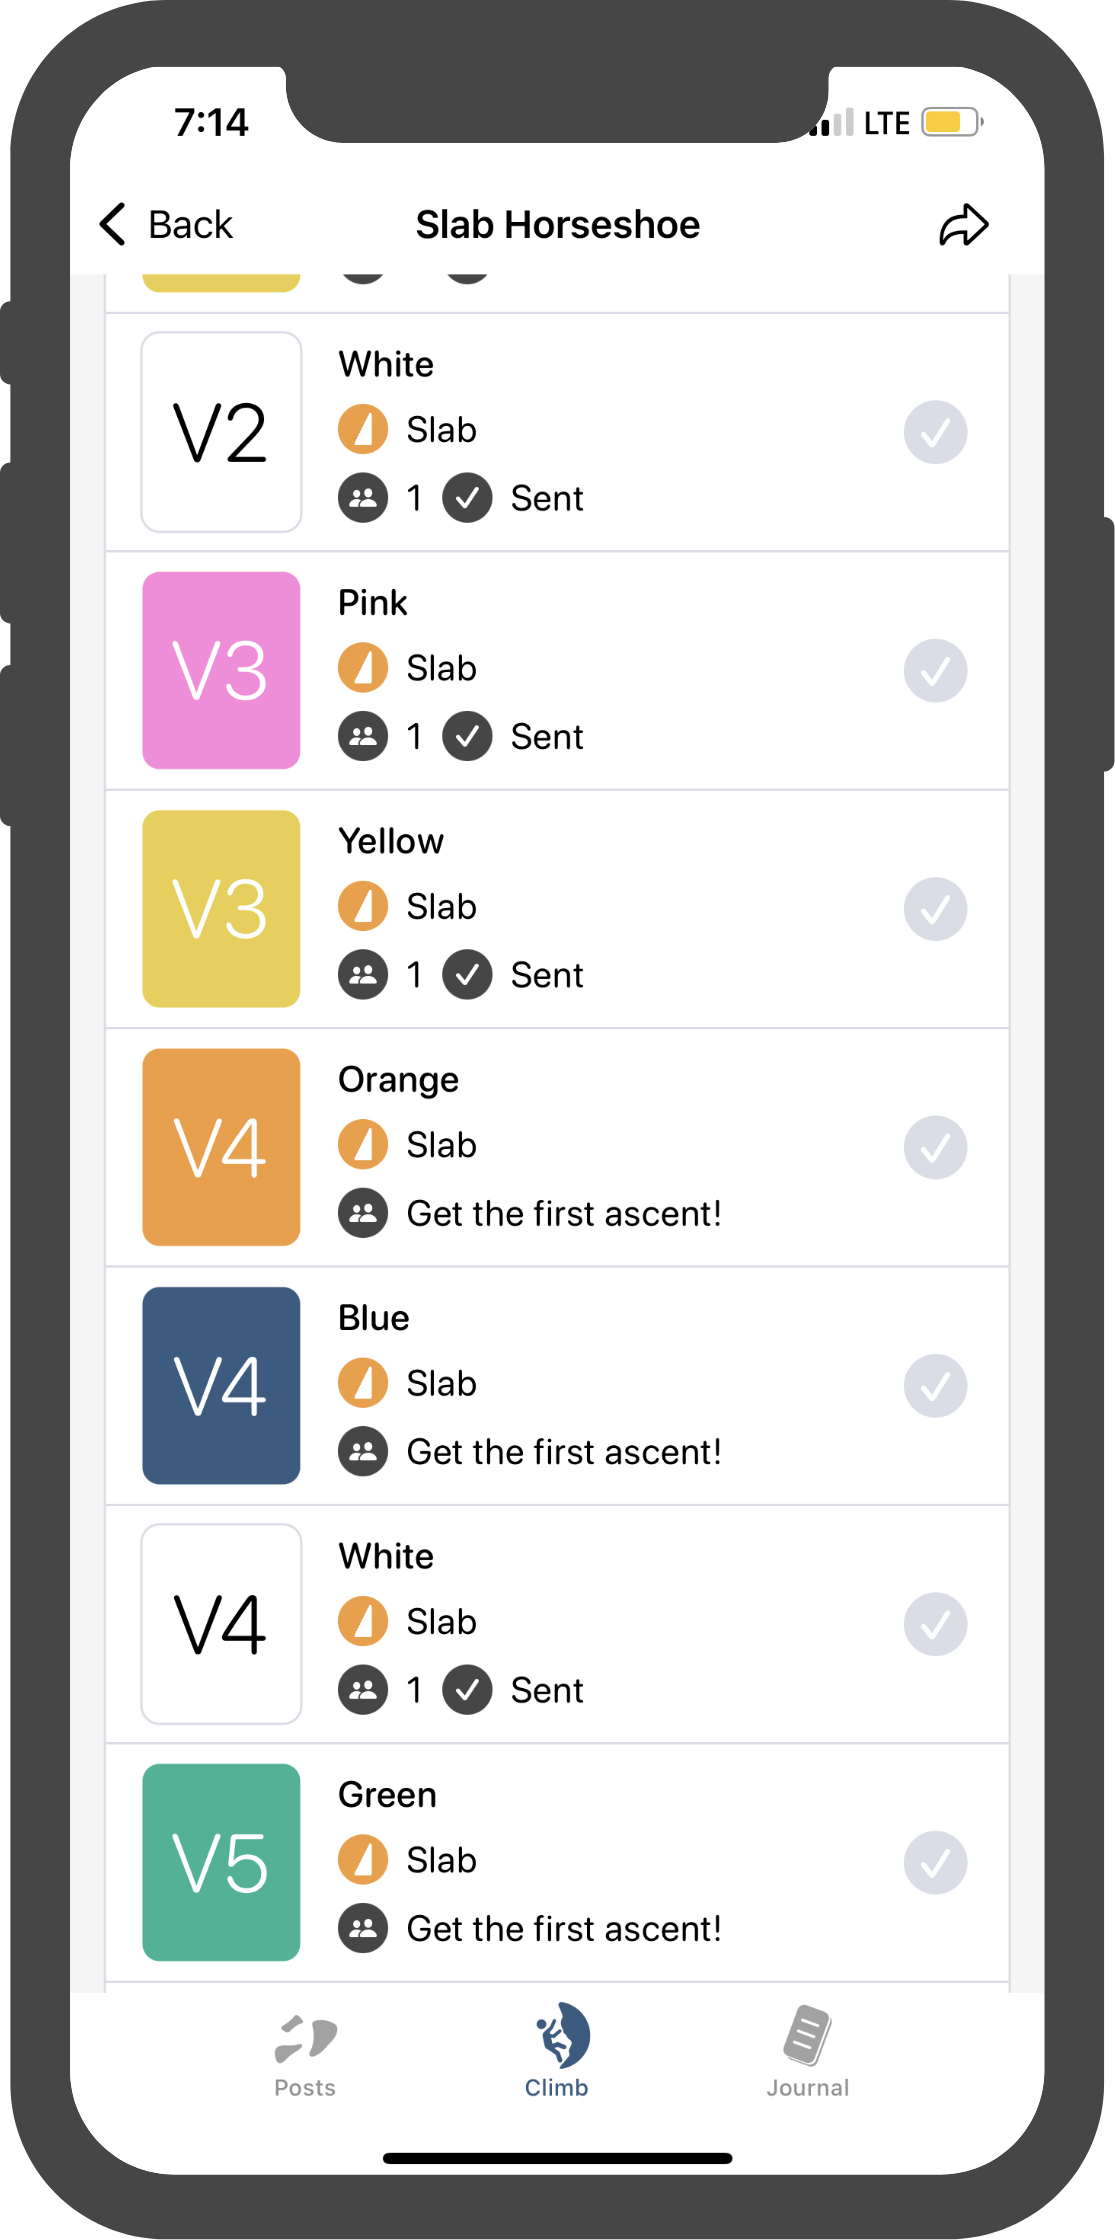 7:14 LTE
Back Slab Horseshoe
V2
White
Slab
1 Sent
V3
Pink
Slab
1 Sent
V3
Yellow
Slab
1 Sent
V4
Orange
Slab
Get the first ascent!
V4
Blue
Slab
Get the first ascent!
V4
White
Slab
1 Sent
V5
Green
Slab
Get the first ascent!
Posts Climb Journal